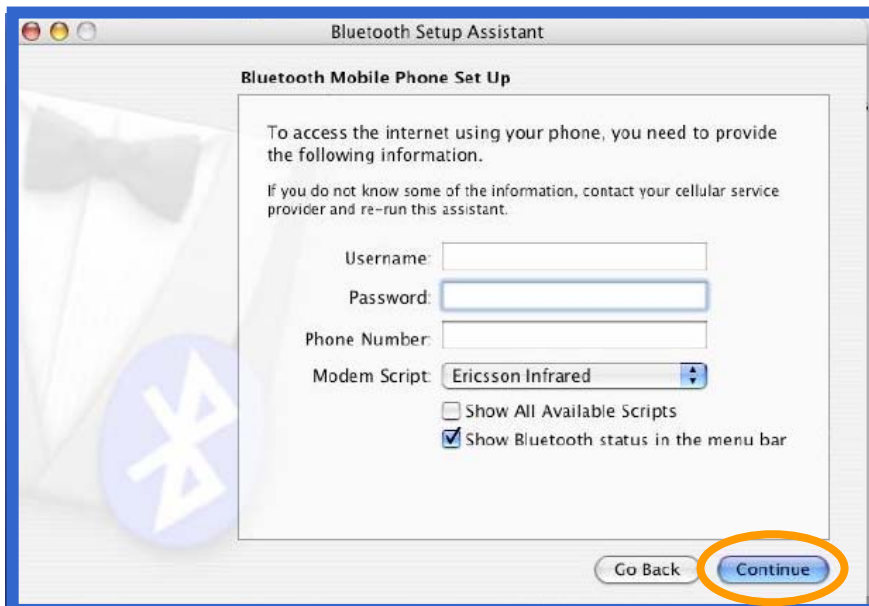 Bluetooth Setup Assistant
Bluetooth Mobile Phone Set Up
To access the internet using your phone, you need to provide
the following information.
If you do not know some of the information, contact your cellular service
provider and re-run this assistant.
Username:
Password:
Phone Number:
Modem Script: Ericsson Infrared
Show All Available Scripts
Show Bluetooth status in the menu bar
Go Back Continue